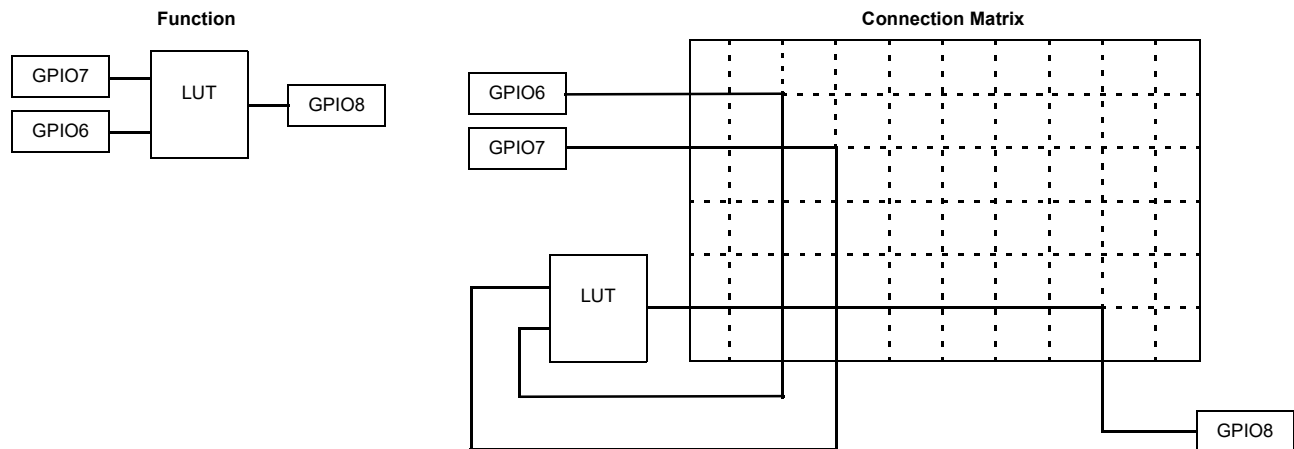 Function
GPIO7
GPIO6
LUT
GPIO8
Connection Matrix
GPIO6
GPIO7
LUT
GPIO8